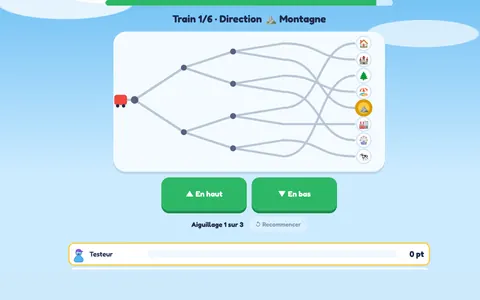 Train 1/6 · Direction ⛰️ Montagne
▲ En haut
▼ En bas
Aiguillage 1 sur 3
↺ Recommencer
Testeur
0 pt